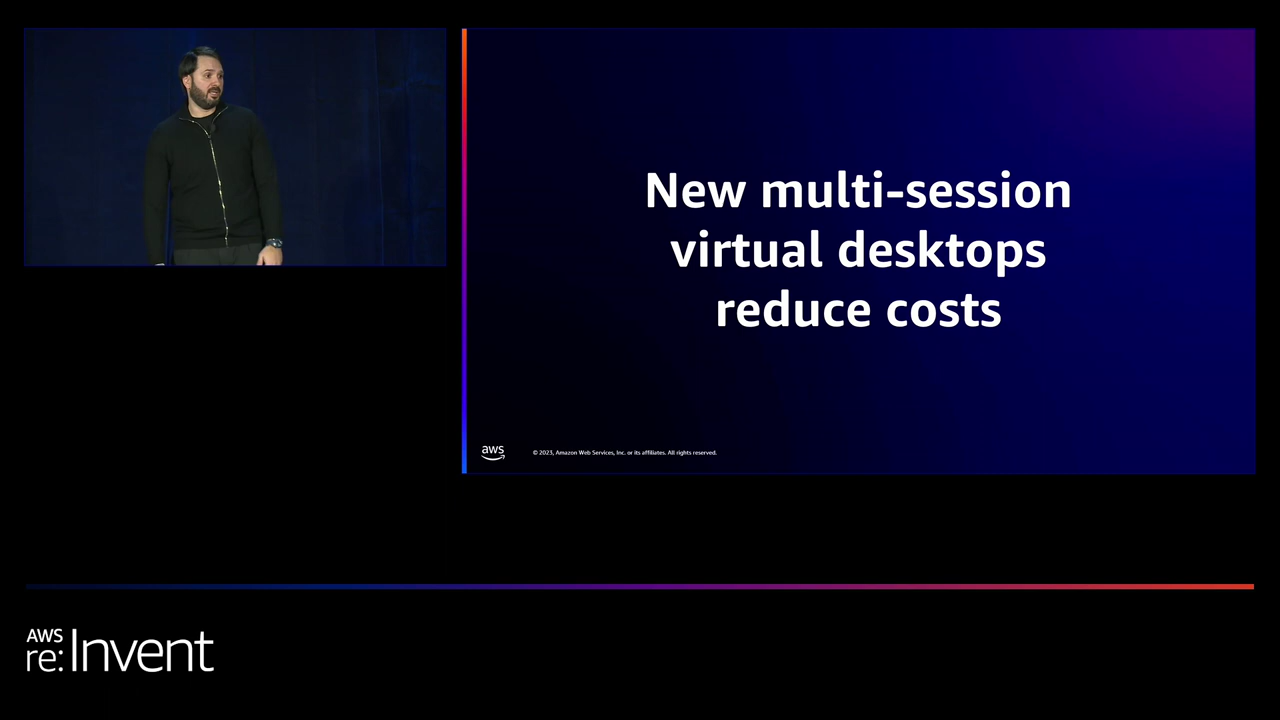 New multi-session
virtual desktops
reduce costs
aws
© 2023, Amazon Web Services, Inc. or its affiliates. All rights reserved.
AWS
re:Invent